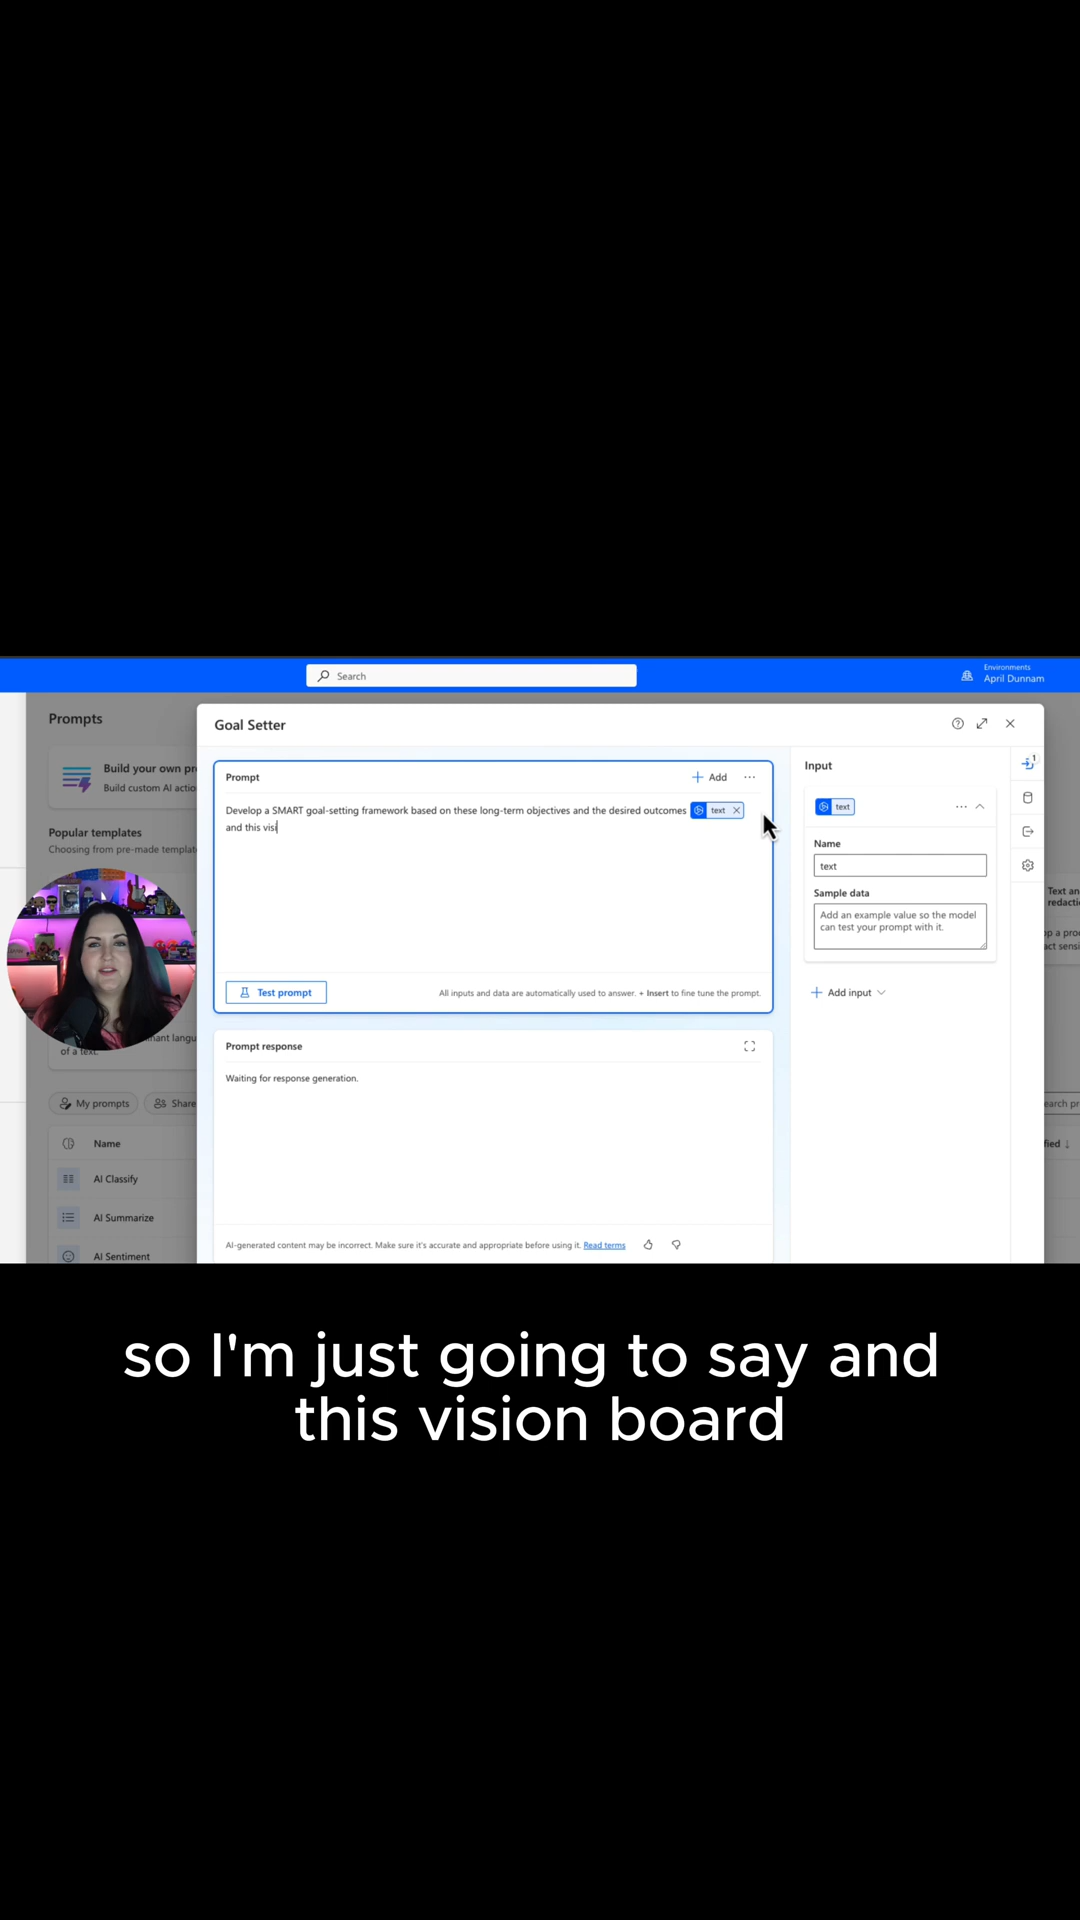 Search
Environments
April Dunnam
Prompts
Goal Setter
Build your own pr
Build custom AI actio
Popular templates
Choosing from pre-made templat
of a text.
inant langu
My prompts
Share
Name
AI Classify
AI Summarize
AI Sentiment
Prompt
Add
Develop a SMART goal-setting framework based on these long-term objectives and the desired outcomes text
and this visi
Test prompt
All inputs and data are automatically used to answer. + Insert to fine tune the prompt.
Prompt response
Waiting for response generation.
AI-generated content may be incorrect. Make sure it's accurate and appropriate before using it. Read terms
Input
1
text
Name
text
Sample data
Add an example value so the model
can test your prompt with it.
Add input
Text an
redacti
p a pro
act sensi
earch pr
fied
so I'm just going to say and
this vision board